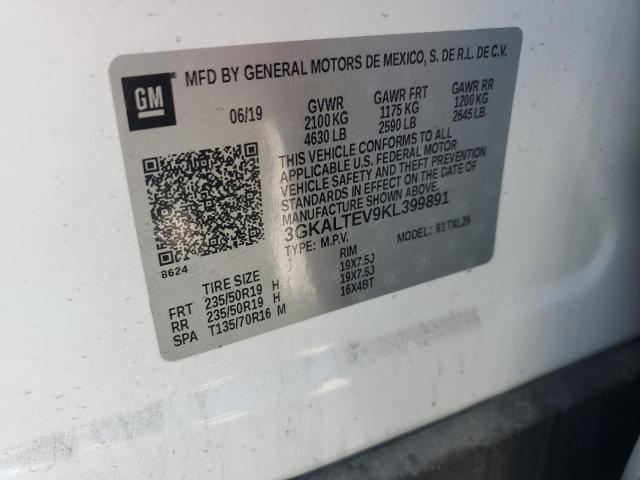 GM
MFD BY GENERAL MOTORS DE MEXICO, S. DE R.L. DE C.V.
06/19 GVWR GAWR FRT GAWR RR
2100 KG 1175 KG 1200 KG
4630 LB 2590 LB 2645 LB
THIS VEHICLE CONFORMS TO ALL
APPLICABLE U.S. FEDERAL MOTOR
VEHICLE SAFETY AND THEFT PREVENTION
STANDARDS IN EFFECT ON THE DATE OF
MANUFACTURE SHOWN ABOVE.
3GKALTEV9KL399891
TYPE: M.P.V. MODEL: 91TXL26
8624
TIRE SIZE RIM
FRT 235/50R19 H 19X7.5J
RR 235/50R19 H 19X7.5J
SPA T135/70R16 M 16X4BT